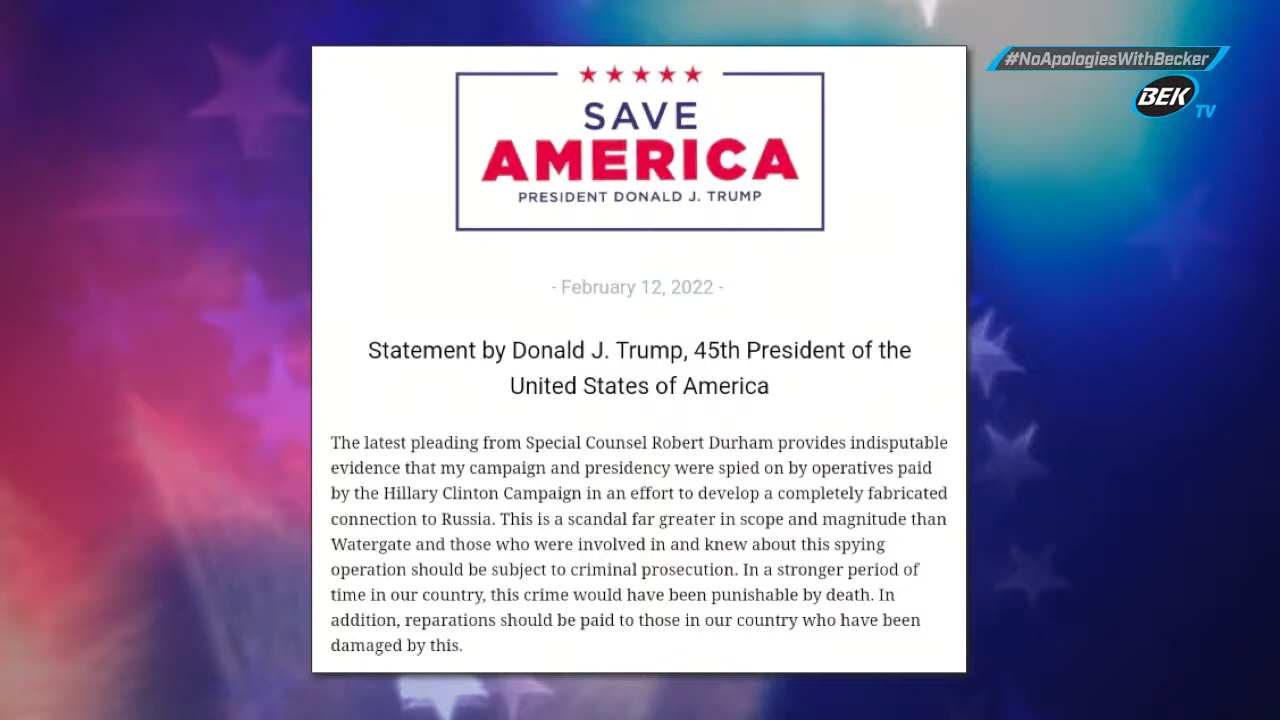 #NoApologiesWithBecker
BEK TV
SAVE
AMERICA
PRESIDENT DONALD J. TRUMP
- February 12, 2022 -
Statement by Donald J. Trump, 45th President of the
United States of America
The latest pleading from Special Counsel Robert Durham provides indisputable
evidence that my campaign and presidency were spied on by operatives paid
by the Hillary Clinton Campaign in an effort to develop a completely fabricated
connection to Russia. This is a scandal far greater in scope and magnitude than
Watergate and those who were involved in and knew about this spying
operation should be subject to criminal prosecution. In a stronger period of
time in our country, this crime would have been punishable by death. In
addition, reparations should be paid to those in our country who have been
damaged by this.